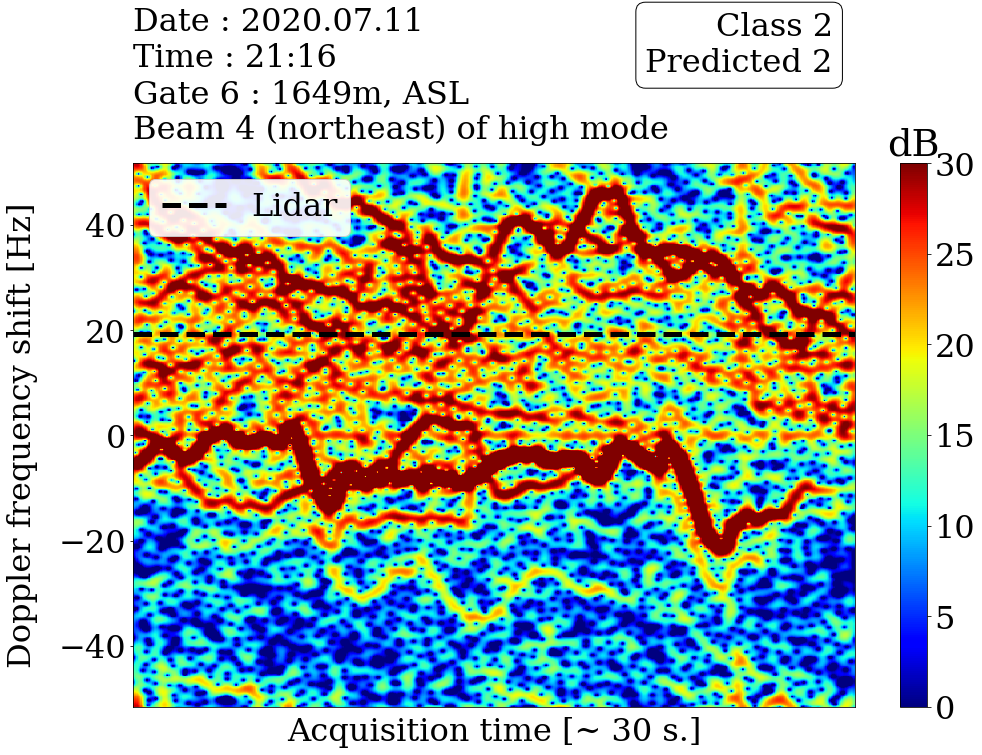 Date : 2020.07.11
Time : 21:16
Gate 6 : 1649m, ASL
Beam 4 (northeast) of high mode
Class 2
Predicted 2
dB
30
25
20
15
10
5
0
Lidar
Doppler frequency shift [Hz]
40
20
0
−20
−40
Acquisition time [~ 30 s.]